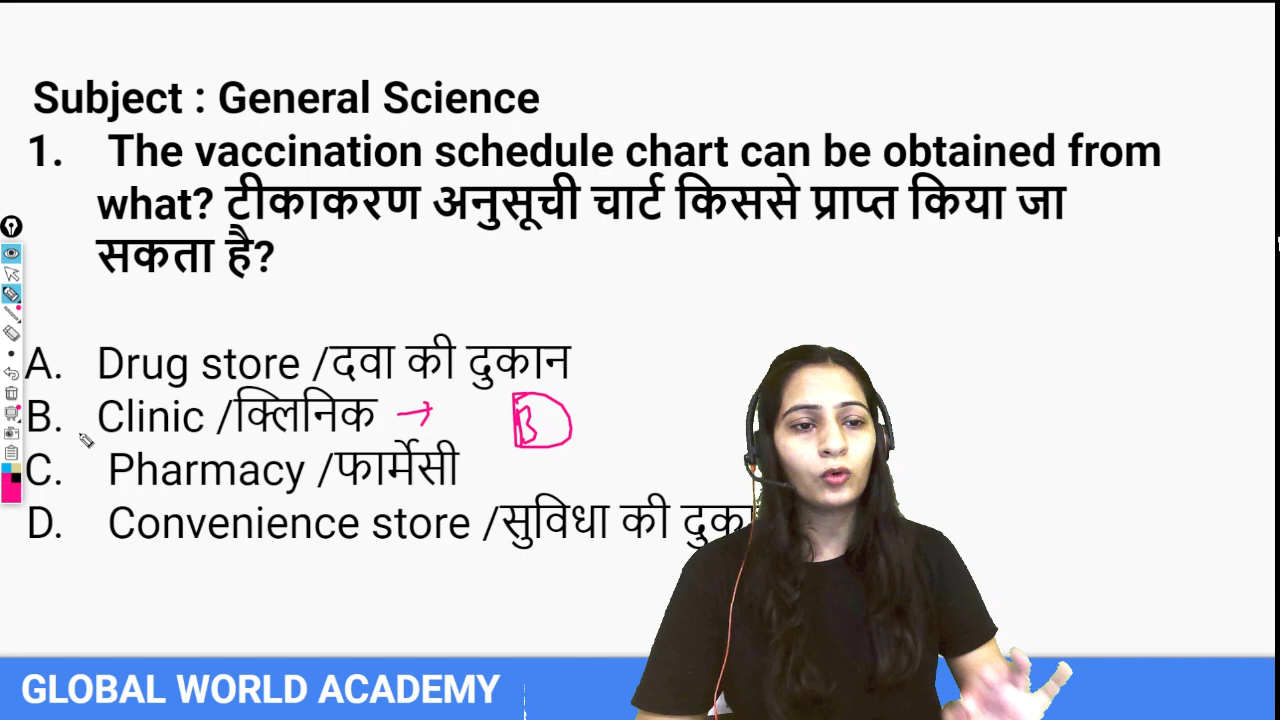 Subject : General Science
1. The vaccination schedule chart can be obtained from
what? टीकाकरण अनुसूची चार्ट किससे प्राप्त किया जा
सकता है?
A. Drug store /दवा की दुकान
B. Clinic /क्लिनिक → B
C. Pharmacy /फार्मेसी
D. Convenience store /सुविधा की
GLOBAL WORLD ACADEMY